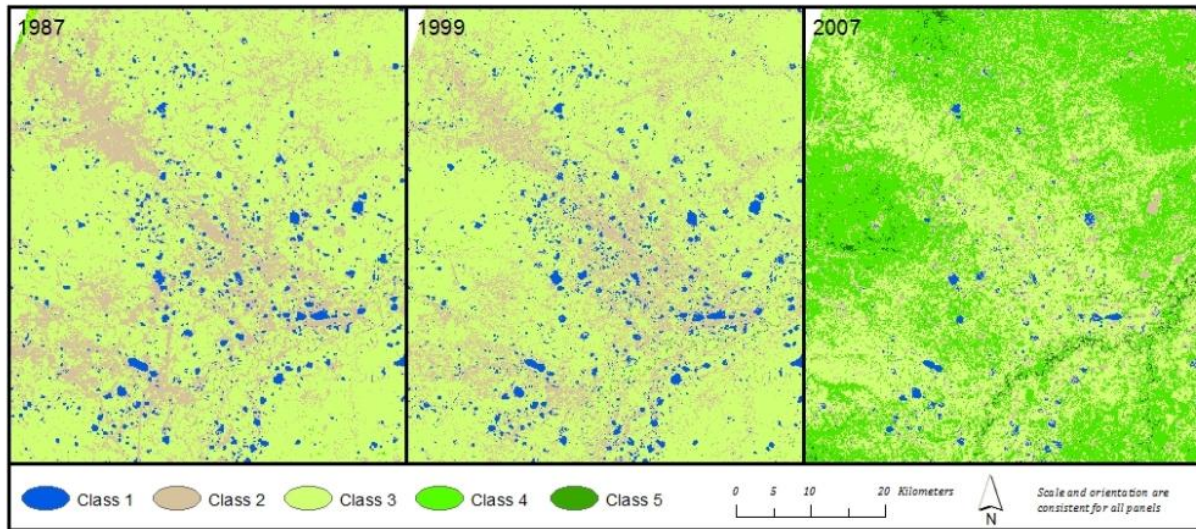 1987 1999 2007
Class 1 Class 2 Class 3 Class 4 Class 5
0 5 10 20 Kilometers
N
Scale and orientation are
consistent for all panels